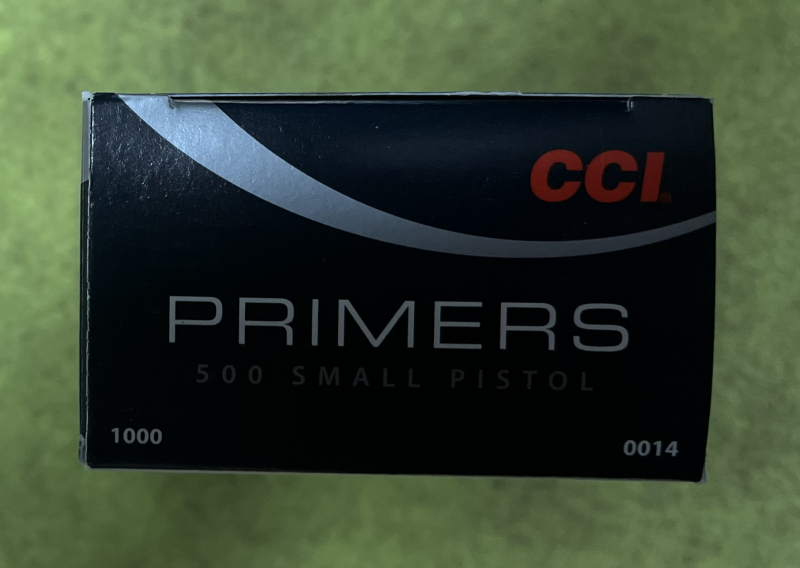 CCI®
PRIMERS
500 SMALL PISTOL
1000
0014